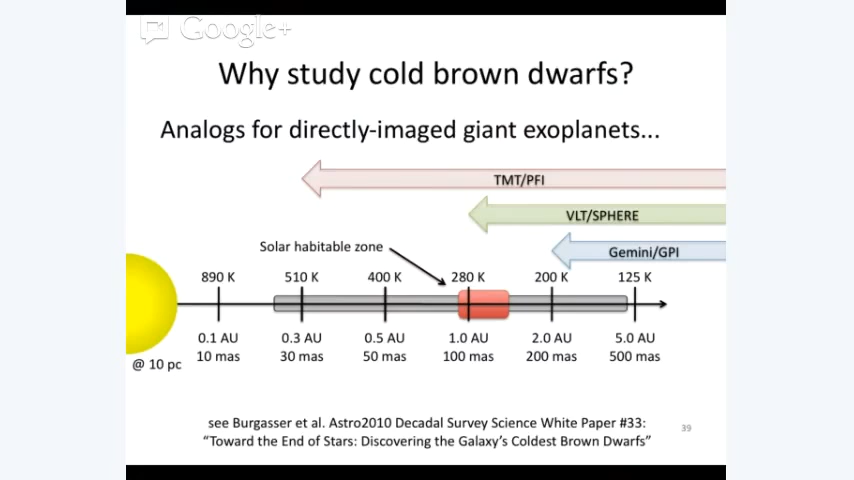 Google+
Why study cold brown dwarfs?
Analogs for directly-imaged giant exoplanets...
TMT/PFI
VLT/SPHERE
Solar habitable zone
Gemini/GPI
890 K 510 K 400 K 280 K 200 K 125 K
0.1 AU 0.3 AU 0.5 AU 1.0 AU 2.0 AU 5.0 AU
10 mas 30 mas 50 mas 100 mas 200 mas 500 mas
@ 10 pc
see Burgasser et al. Astro2010 Decadal Survey Science White Paper #33:
39
“Toward the End of Stars: Discovering the Galaxy’s Coldest Brown Dwarfs”